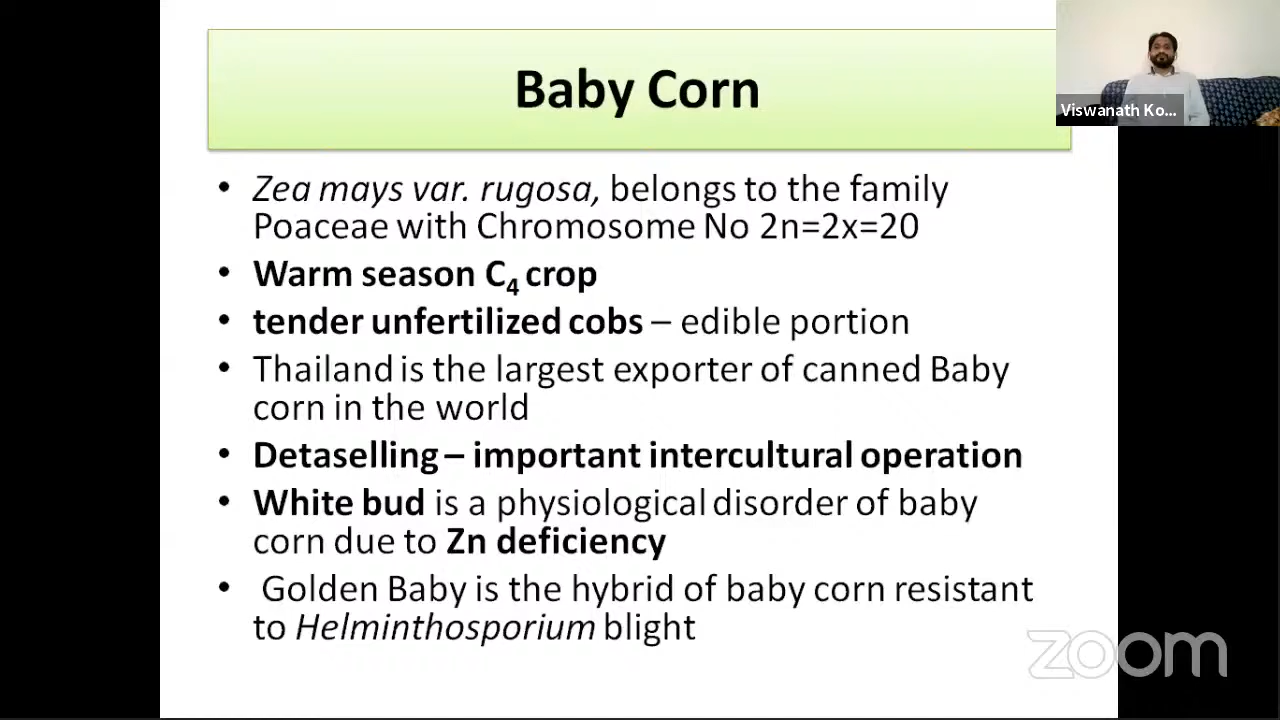 Baby Corn
Viswanath Ko...
• Zea mays var. rugosa, belongs to the family
Poaceae with Chromosome No 2n=2x=20
• Warm season C₄ crop
• tender unfertilized cobs – edible portion
• Thailand is the largest exporter of canned Baby
corn in the world
• Detaselling – important intercultural operation
• White bud is a physiological disorder of baby
corn due to Zn deficiency
• Golden Baby is the hybrid of baby corn resistant
to Helminthosporium blight
zoom